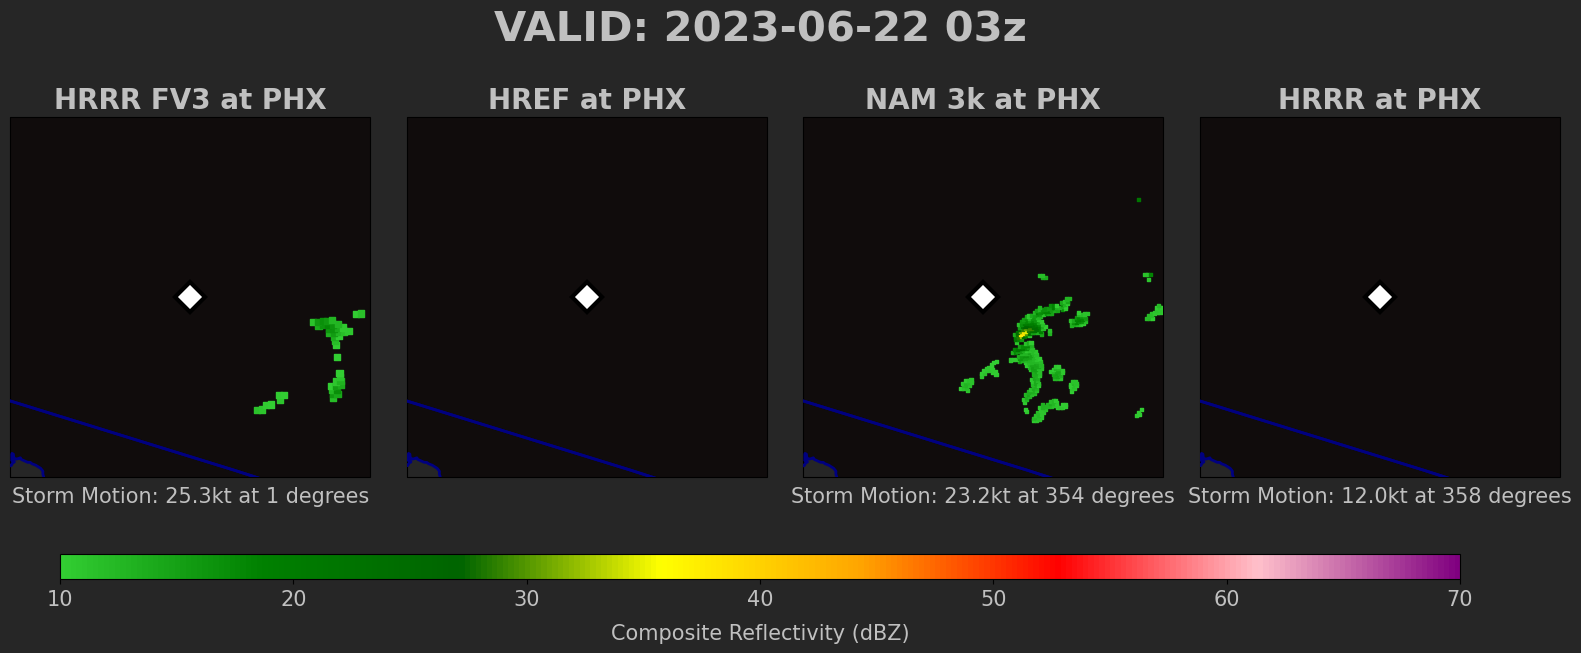 VALID: 2023-06-22 03z
HRRR FV3 at PHX
HREF at PHX
NAM 3k at PHX
HRRR at PHX
Storm Motion: 25.3kt at 1 degrees
Storm Motion: 23.2kt at 354 degrees
Storm Motion: 12.0kt at 358 degrees
10 20 30 40 50 60 70
Composite Reflectivity (dBZ)